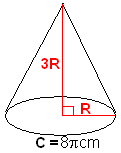 3R
R
C = 8πcm